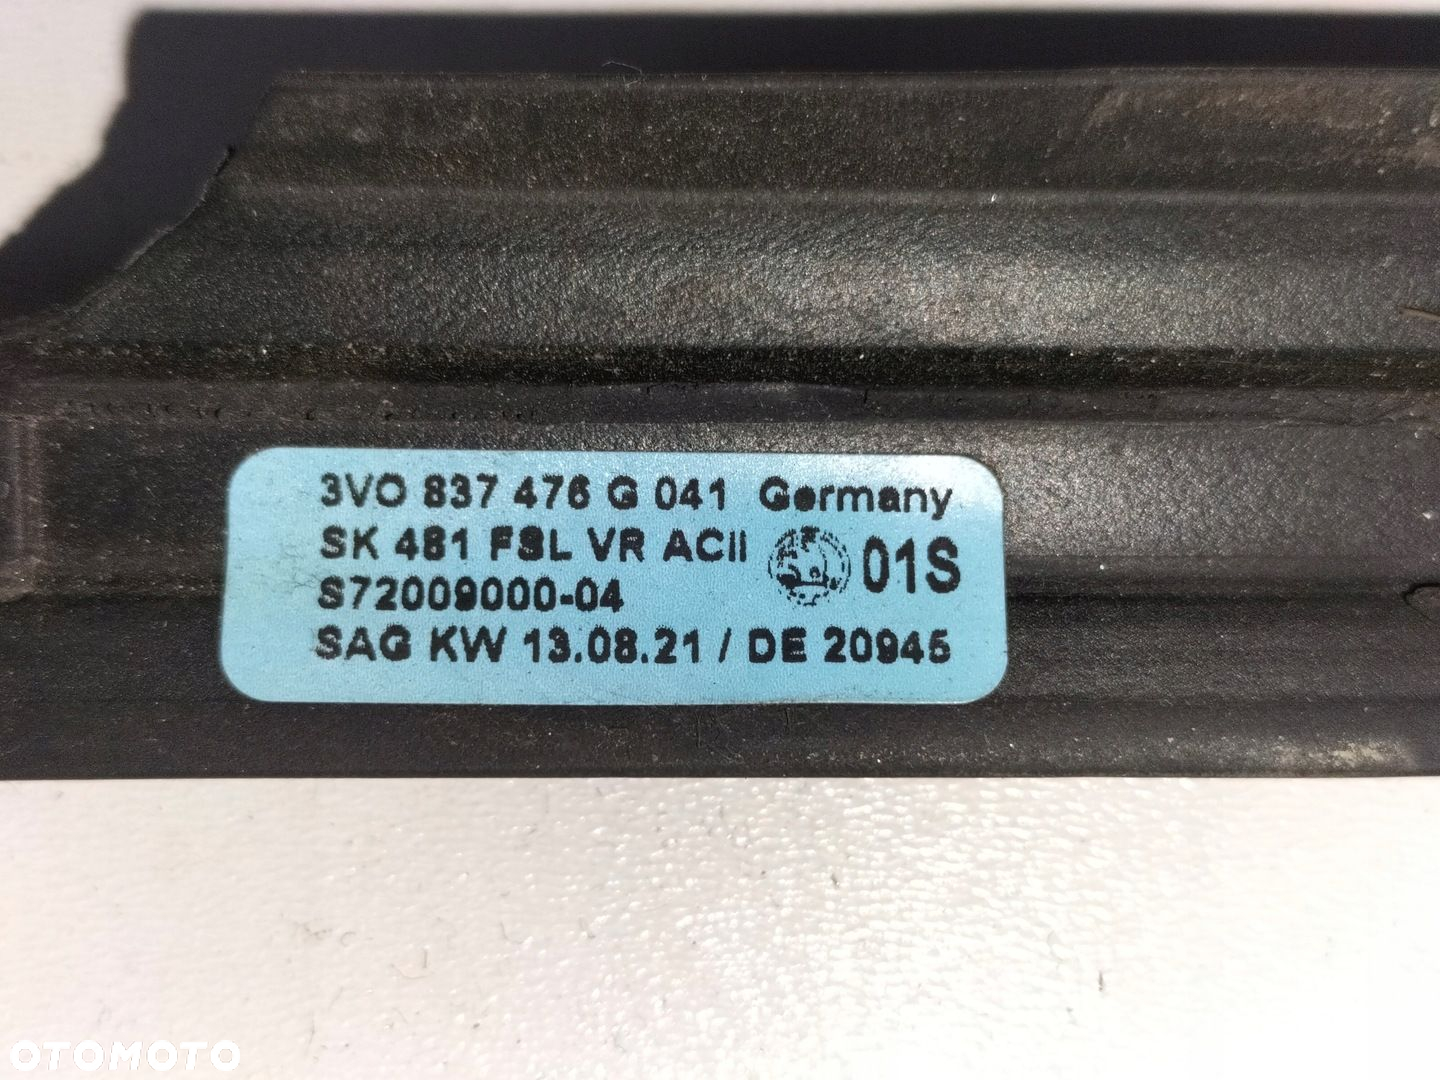 3V0 837 476 G 041 Germany
SK 481 FSL VR ACII 01S
S72009000-04
SAG KW 13.08.21 / DE 20945
OTOMOTO